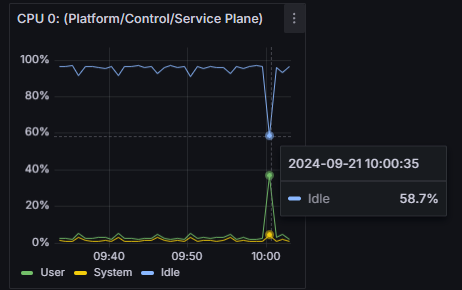 CPU 0: (Platform/Control/Service Plane)
100%
80%
60%
40%
20%
0%
09:40 09:50 10:00
2024-09-21 10:00:35
Idle 58.7%
User System Idle